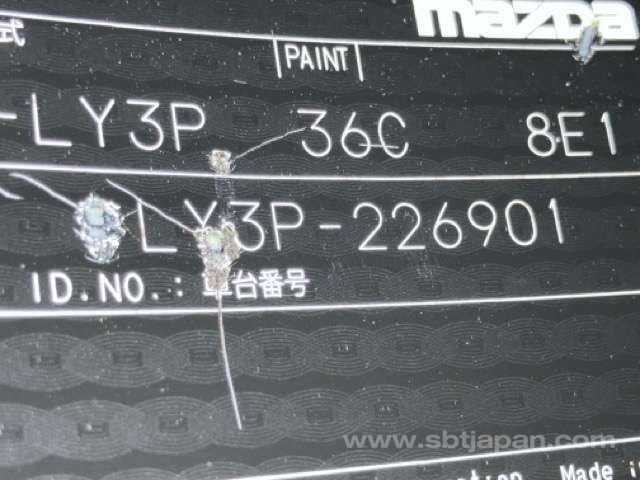 mazda
式
PAINT
-LY3P 36C 8E1
LY3P-226901
ID.NO.: 車台番号
www.sbtjapan.com
Made